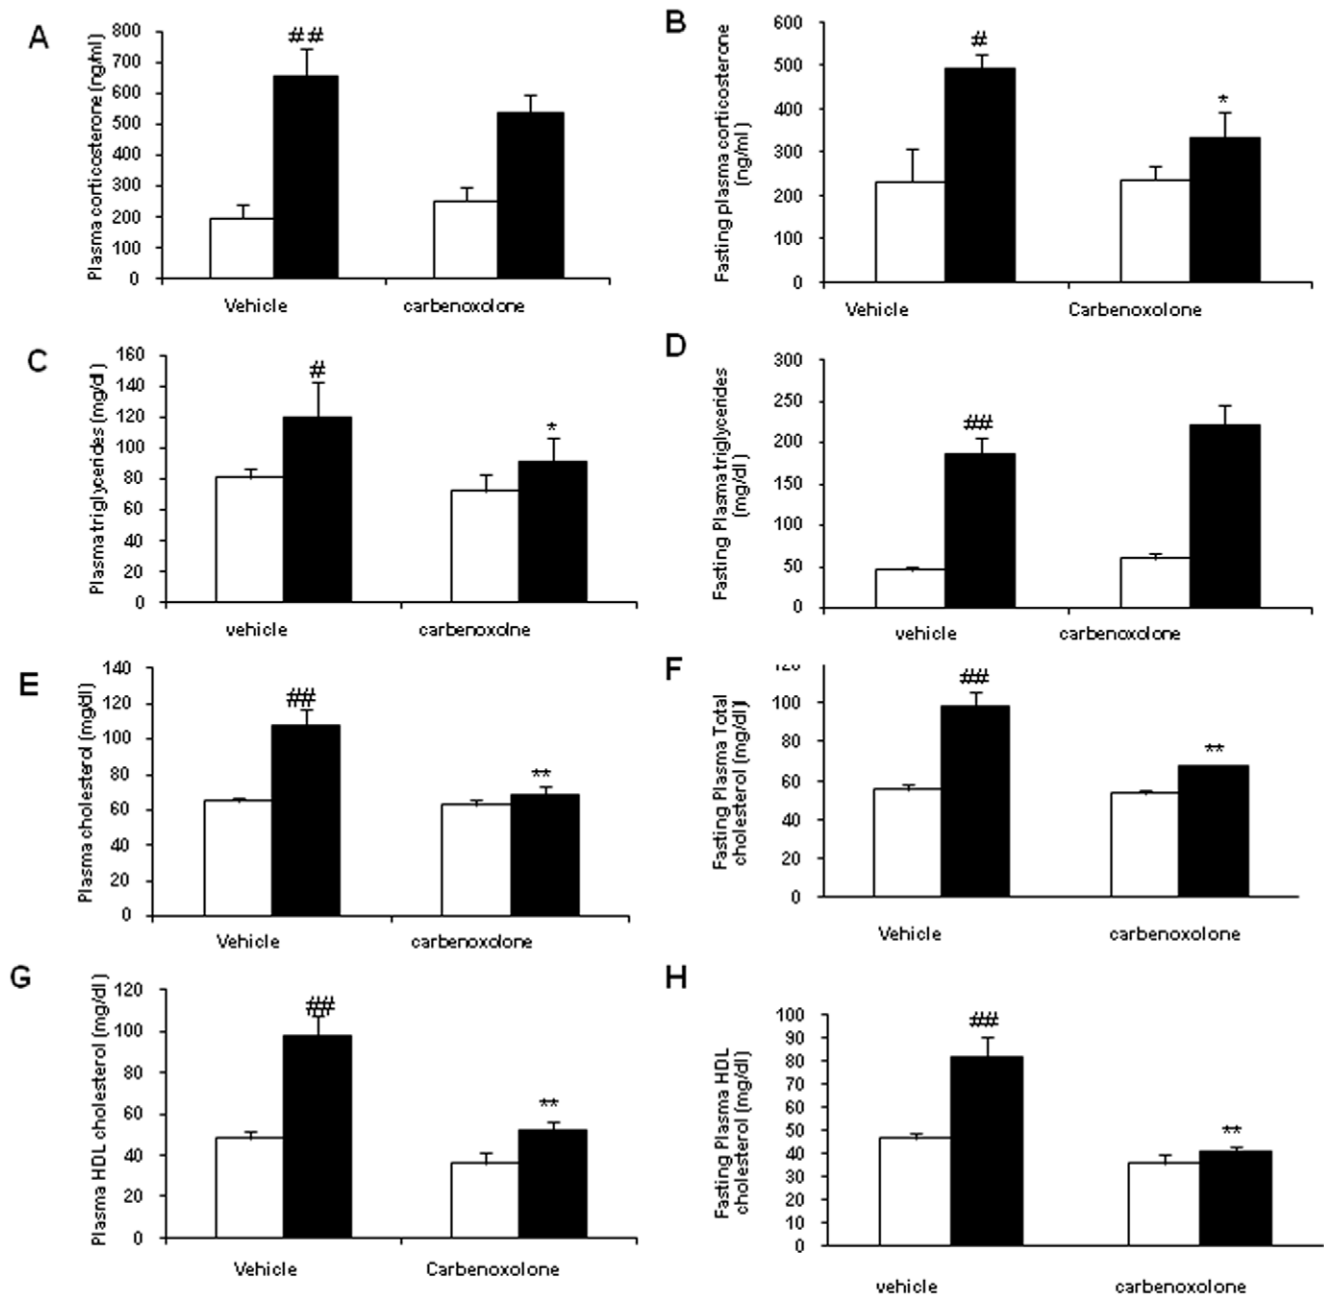 A
Plasma corticosterone (ng/ml)
800
700
600
500
400
300
200
100
0
##
Vehicle
carbenoxolone
B
Fasting plasma corticosterone
(ng/ml)
600
500
400
300
200
100
0
#
*
Vehicle
Carbenoxolone
C
Plasma triglycerides (mg/dl)
160
140
120
100
80
60
40
20
0
#
*
vehicle
carbenoxolne
D
Fasting Plasma triglycerides
(mg/dl)
300
250
200
150
100
50
0
##
vehicle
carbenoxolone
E
Plasma cholesterol (mg/dl)
140
120
100
80
60
40
20
0
##
**
Vehicle
carbenoxolone
F
Fasting Plasma Total
cholesterol (mg/dl)
120
100
80
60
40
20
0
##
**
Vehicle
carbenoxolone
G
Plasma HDL cholesterol (mg/dl)
120
100
80
60
40
20
0
##
**
Vehicle
Carbenoxolone
H
Fasting Plasma HDL
cholesterol (mg/dl)
100
90
80
70
60
50
40
30
20
10
0
##
**
vehicle
carbenoxolone